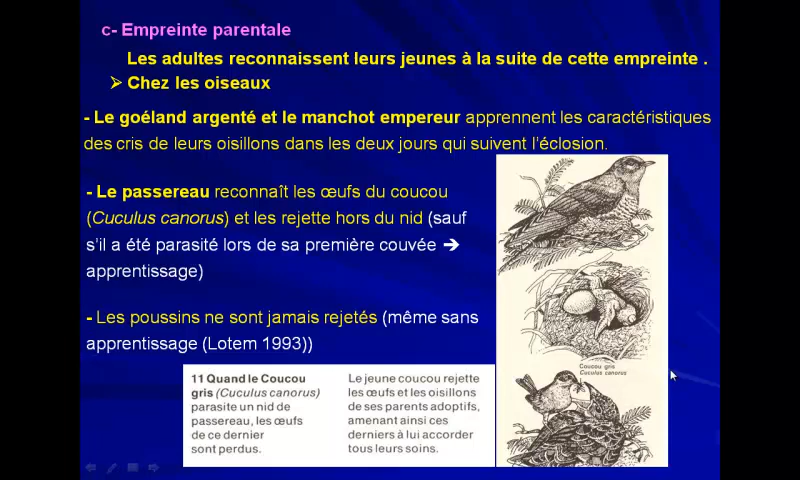 c- Empreinte parentale
Les adultes reconnaissent leurs jeunes à la suite de cette empreinte .
➢ Chez les oiseaux
- Le goéland argenté et le manchot empereur apprennent les caractéristiques
des cris de leurs oisillons dans les deux jours qui suivent l'éclosion.
- Le passereau reconnaît les œufs du coucou
(Cuculus canorus) et les rejette hors du nid (sauf
s'il a été parasité lors de sa première couvée ➔
apprentissage)
- Les poussins ne sont jamais rejetés (même sans
apprentissage (Lotem 1993))
Coucou gris
Cuculus canorus
11 Quand le Coucou
gris (Cuculus canorus)
parasite un nid de
passereau, les œufs
de ce dernier
sont perdus.
Le jeune coucou rejette
les œufs et les oisillons
de ses parents adoptifs,
amenant ainsi ces
derniers à lui accorder
tous leurs soins.